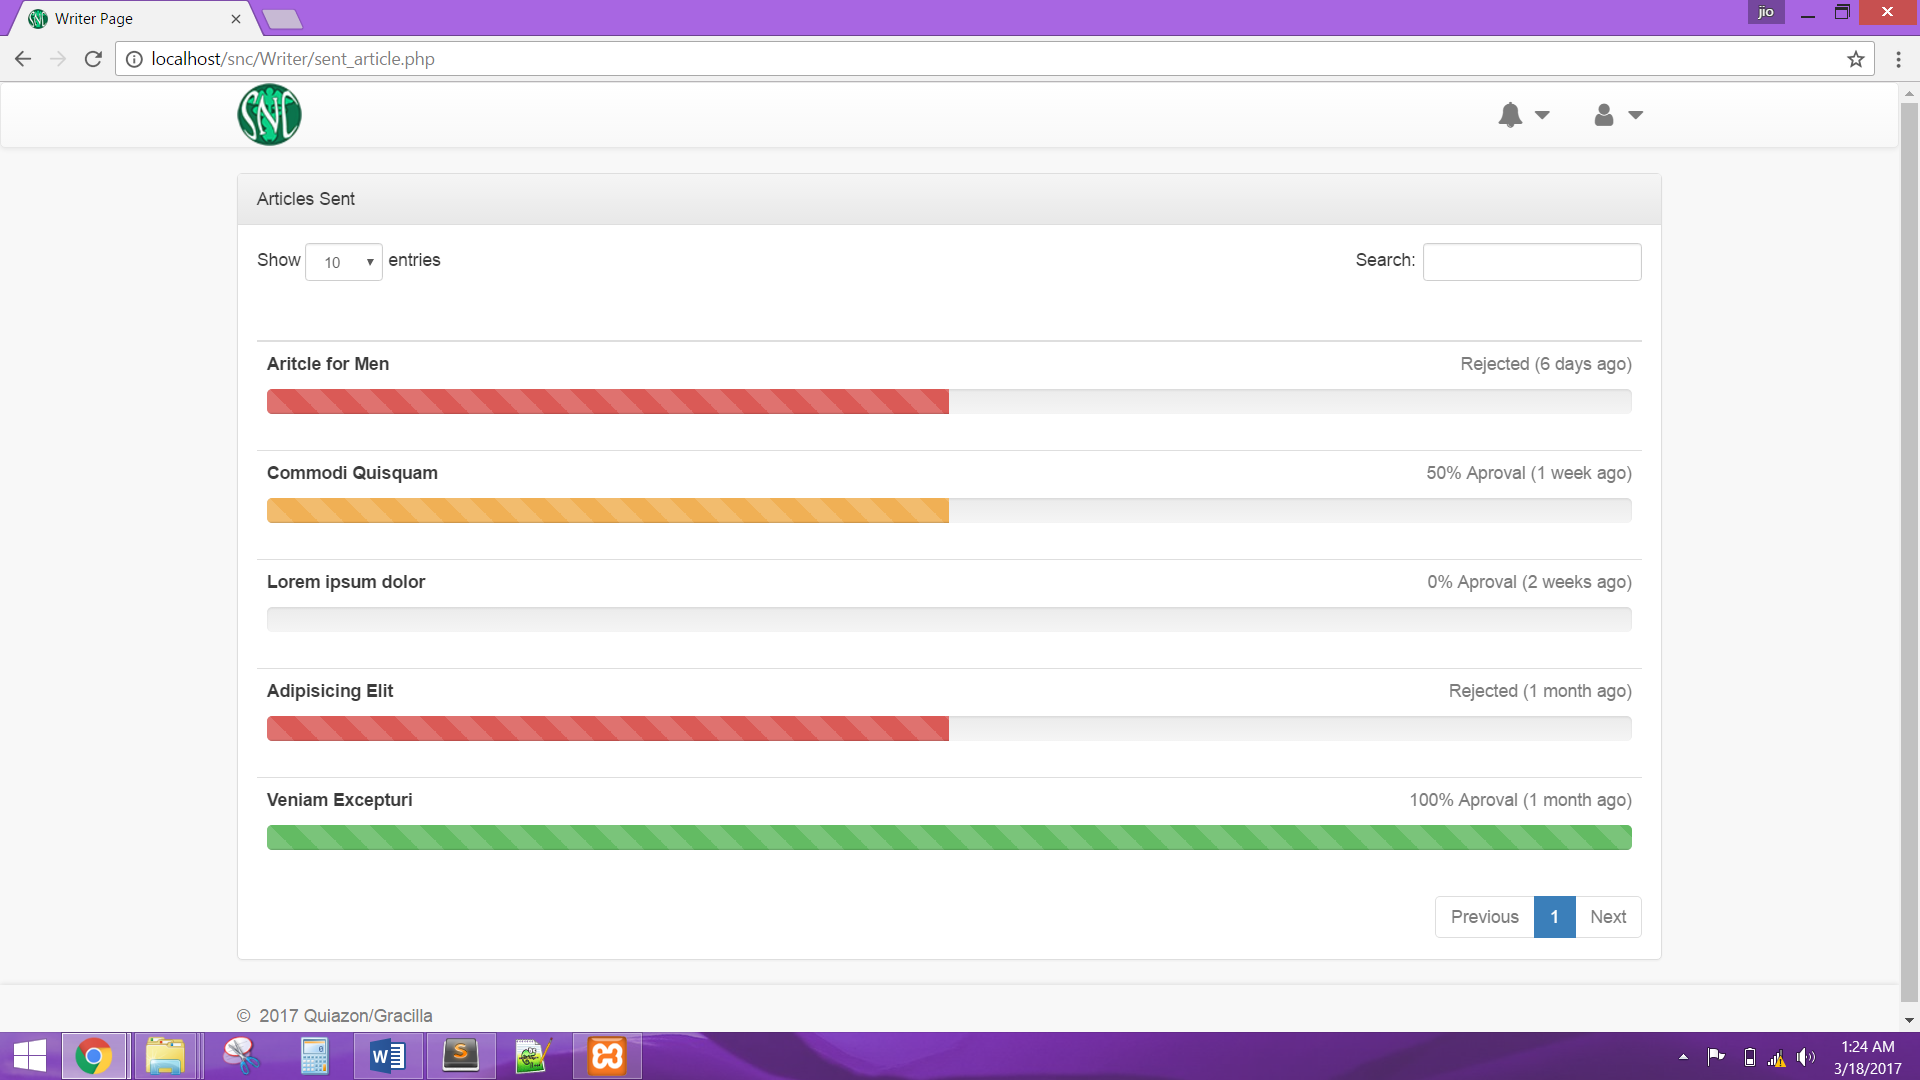 Writer Page
jio
localhost/snc/Writer/sent_article.php
SNC
Articles Sent
Show 10 entries
Search:
Aritcle for Men
Rejected (6 days ago)
Commodi Quisquam
50% Aproval (1 week ago)
Lorem ipsum dolor
0% Aproval (2 weeks ago)
Adipisicing Elit
Rejected (1 month ago)
Veniam Excepturi
100% Aproval (1 month ago)
Previous 1 Next
© 2017 Quiazon/Gracilla
1:24 AM
3/18/2017